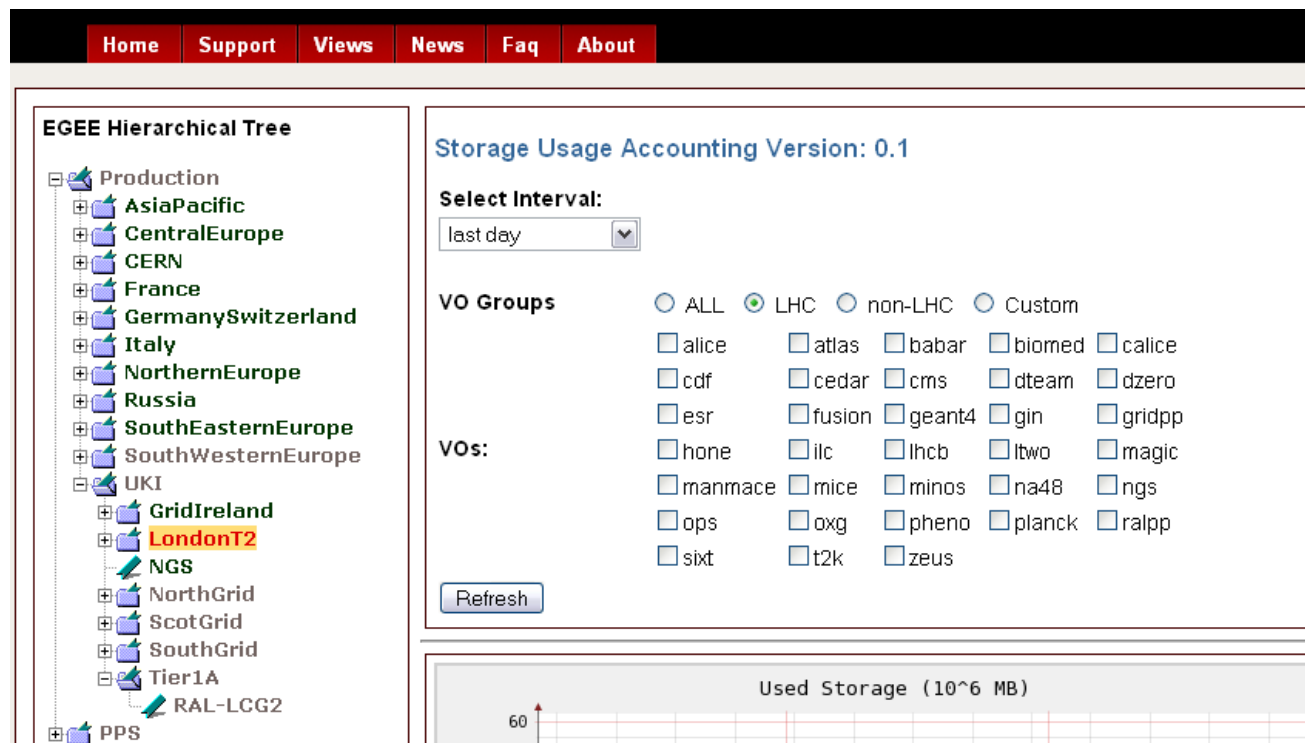 Home Support Views News Faq About
EGEE Hierarchical Tree
Production
AsiaPacific
CentralEurope
CERN
France
GermanySwitzerland
Italy
NorthernEurope
Russia
SouthEasternEurope
SouthWesternEurope
UKI
GridIreland
LondonT2
NGS
NorthGrid
ScotGrid
SouthGrid
Tier1A
RAL-LCG2
PPS
Storage Usage Accounting Version: 0.1
Select Interval:
last day
VO Groups ALL LHC non-LHC Custom
alice atlas babar biomed calice
cdf cedar cms dteam dzero
esr fusion geant4 gin gridpp
VOs: hone ilc lhcb ltwo magic
manmace mice minos na48 ngs
ops oxg pheno planck ralpp
sixt t2k zeus
Refresh
Used Storage (10^6 MB)
60